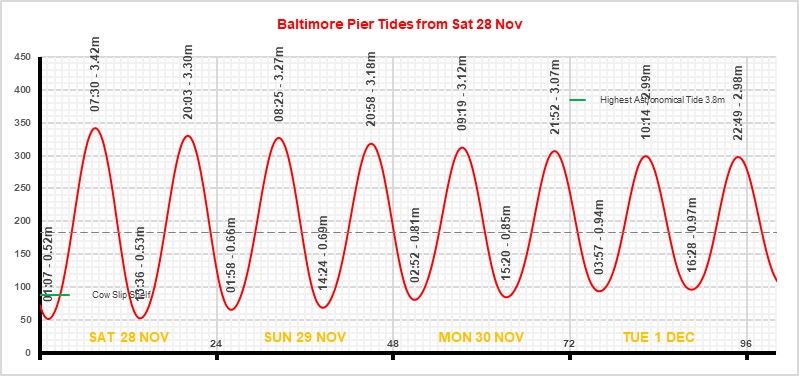 Baltimore Pier Tides from Sat 28 Nov
450
400
350
300
250
200
150
100
50
0
07:30 - 3.42m
20:03 - 3.30m
08:25 - 3.27m
20:58 - 3.18m
09:19 - 3.12m
21:52 - 3.07m
10:14 - 2.99m
22:49 - 2.98m
Highest Astronomical Tide 3.8m
01:07 - 0.52m
13:36 - 0.53m
01:58 - 0.66m
14:24 - 0.69m
02:52 - 0.81m
15:20 - 0.85m
03:57 - 0.94m
16:28 - 0.97m
Cow Slip Shelf
SAT 28 NOV
SUN 29 NOV
MON 30 NOV
TUE 1 DEC
24
48
72
96